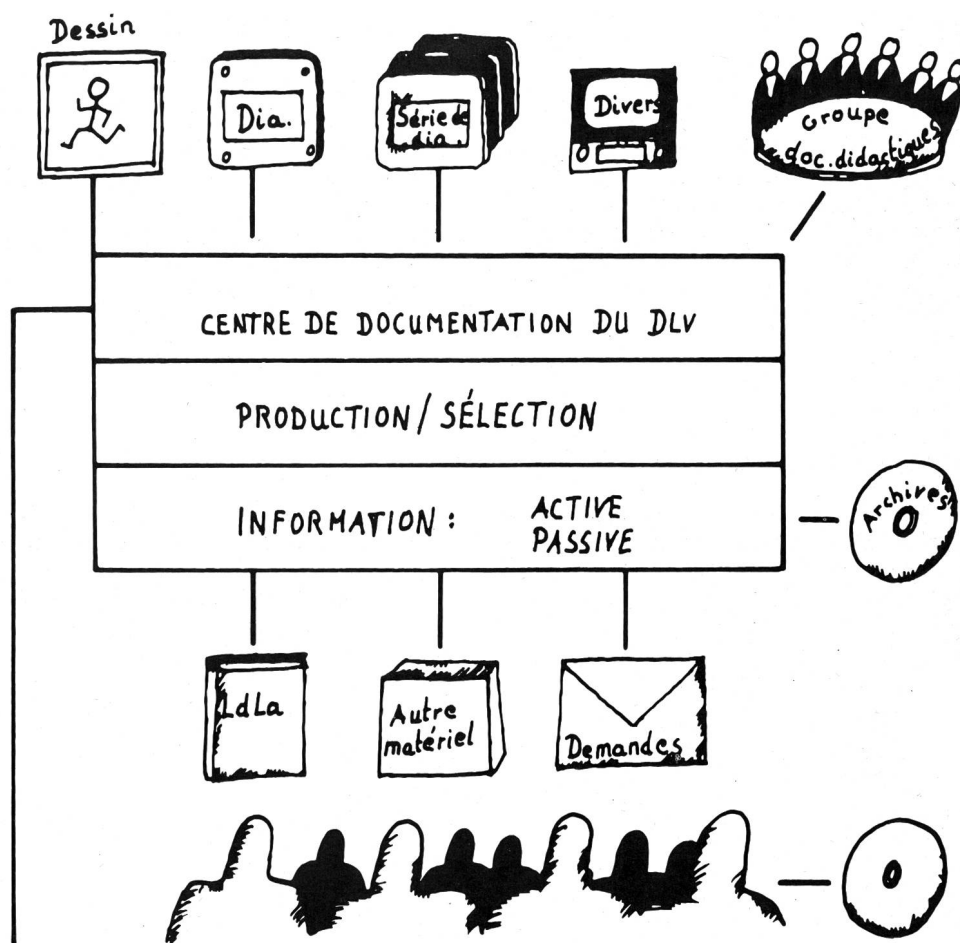 Dessin
Dia.
Série de
dia.
Divers
Groupe
doc. didactiques
CENTRE DE DOCUMENTATION DU DLV
PRODUCTION / SÉLECTION
INFORMATION : ACTIVE
PASSIVE
Archives
LdLa
Autre
matériel
Demandes